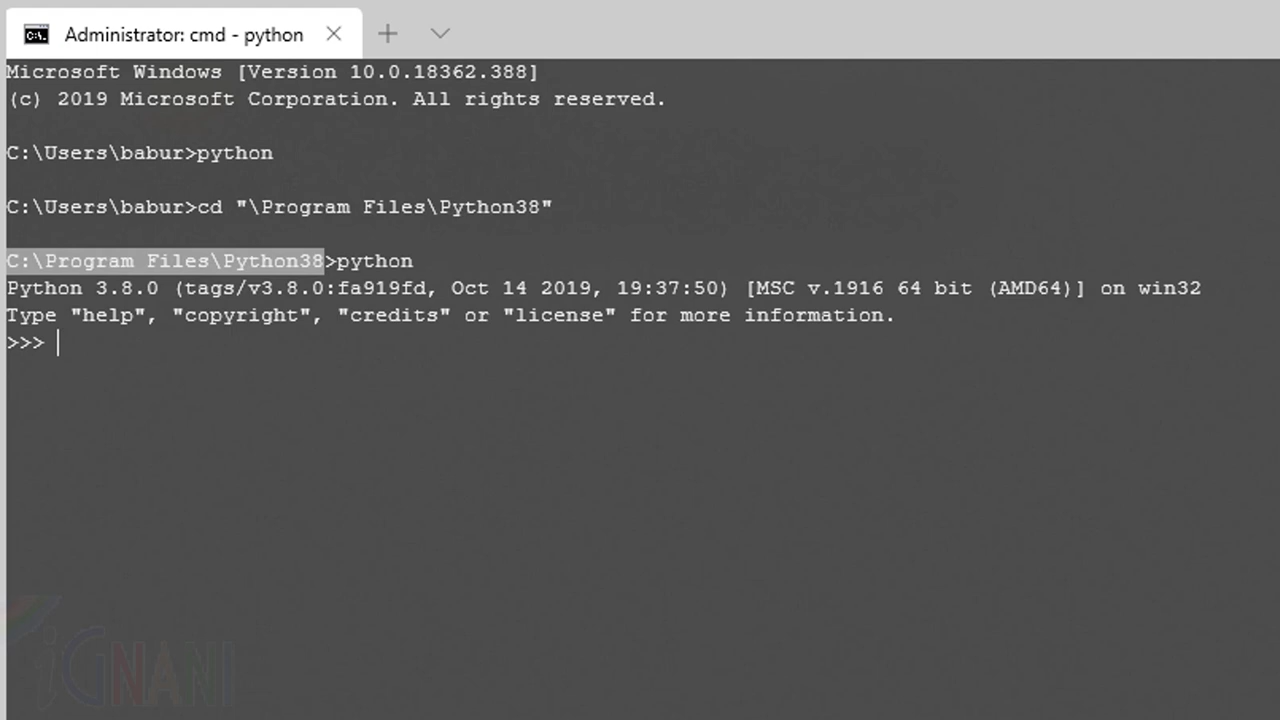 Administrator: cmd - python
Microsoft Windows [Version 10.0.18362.388]
(c) 2019 Microsoft Corporation. All rights reserved.
C:\Users\babur>python
C:\Users\babur>cd "\Program Files\Python38"
C:\Program Files\Python38>python
Python 3.8.0 (tags/v3.8.0:fa919fd, Oct 14 2019, 19:37:50) [MSC v.1916 64 bit (AMD64)] on win32
Type "help", "copyright", "credits" or "license" for more information.
>>>
iGNANI